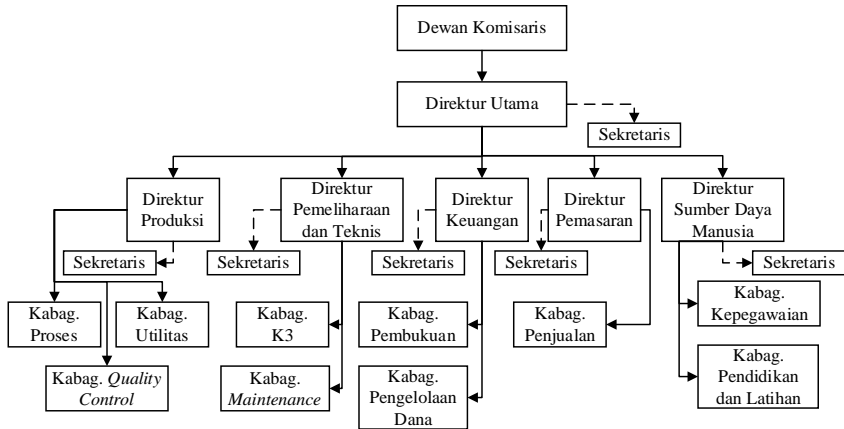 Dewan Komisaris
Direktur Utama
Sekretaris
Direktur
Produksi
Direktur
Pemeliharaan
dan Teknis
Direktur
Keuangan
Direktur
Pemasaran
Direktur
Sumber Daya
Manusia
Sekretaris
Sekretaris
Sekretaris
Sekretaris
Sekretaris
Kabag.
Proses
Kabag.
Utilitas
Kabag.
K3
Kabag.
Pembukuan
Kabag.
Penjualan
Kabag.
Kepegawaian
Kabag. Quality
Control
Kabag.
Maintenance
Kabag.
Pengelolaan
Dana
Kabag.
Pendidikan
dan Latihan